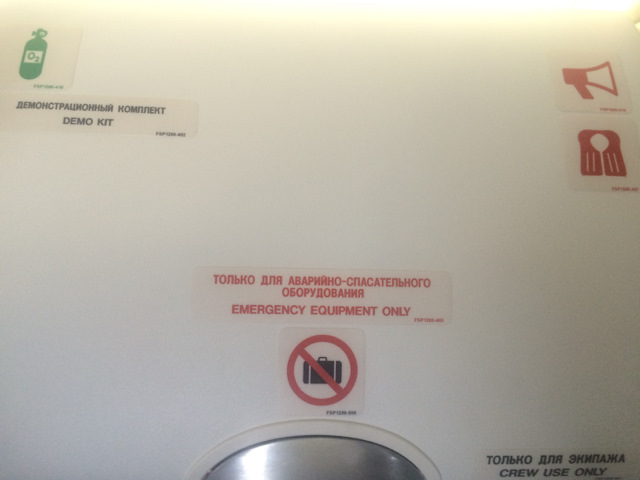 O2
ДЕМОНСТРАЦИОННЫЙ КОМПЛЕКТ
DEMO KIT
ТОЛЬКО ДЛЯ АВАРИЙНО-СПАСАТЕЛЬНОГО
ОБОРУДОВАНИЯ
EMERGENCY EQUIPMENT ONLY
ТОЛЬКО ДЛЯ ЭКИПАЖА
CREW USE ONLY